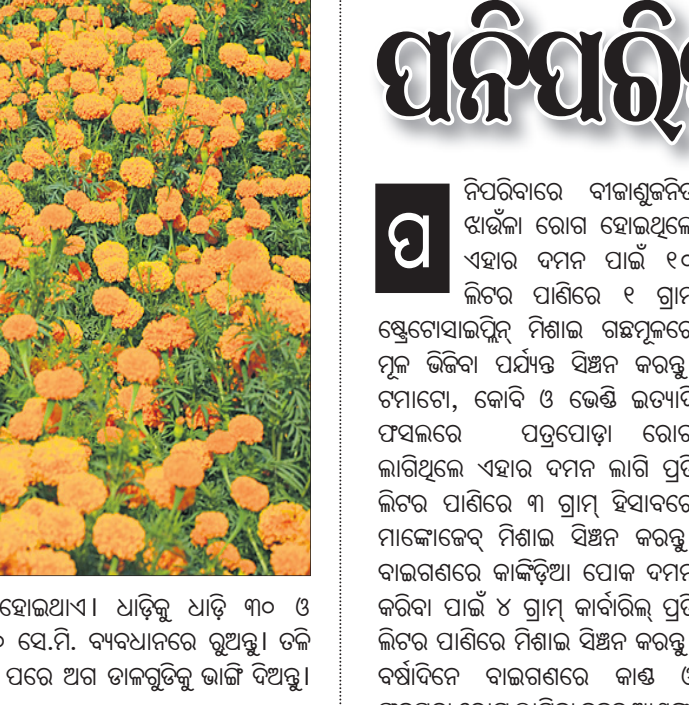 ହୋଇଥାଏ। ଧାଡ଼ିକୁ ଧାଡ଼ି ୩୦ ଓ
ସେ.ମି. ବ୍ୟବଧାନରେ ରୁଅନ୍ତୁ। ତଳି
ପରେ ଅଗ ଡାଳଗୁଡିକୁ ଭାଙ୍ଗି ଦିଅନ୍ତୁ।
ପନିପରି
ପ
ନିପରିବାରେ ବୀଜାଣୁଜନିତ
ଝାଉଁଳା ରୋଗ ହୋଇଥିଲେ
ଏହାର ଦମନ ପାଇଁ ୧୦
ଲିଟର ପାଣିରେ ୧ ଗ୍ରାମ
ଷ୍ଟ୍ରେଟୋସାଇକ୍ଲିନ୍ ମିଶାଇ ଗଛମୂଳରେ
ମୂଳ ଭିଜିବା ପର୍ଯ୍ୟନ୍ତ ସିଞ୍ଚନ କରନ୍ତୁ
ଟମାଟୋ, କୋବି ଓ ଭେଣ୍ଡି ଇତ୍ୟାଦି
ଫସଲରେ ପତ୍ରପୋଡ଼ା ରୋଗ
ଲାଗିଥିଲେ ଏହାର ଦମନ ଲାଗି ପ୍ରତି
ଲିଟର ପାଣିରେ ୩ ଗ୍ରାମ୍ ହିସାବରେ
ମାଙ୍କୋଜେବ୍ ମିଶାଇ ସିଞ୍ଚନ କରନ୍ତୁ
ବାଇଗଣରେ କାଙ୍କିଡ଼ିଆ ପୋକ ଦମନ
କରିବା ପାଇଁ ୪ ଗ୍ରାମ୍ କାର୍ବାରିଲ୍ ପ୍ରତି
ଲିଟର ପାଣିରେ ମିଶାଇ ସିଞ୍ଚନ କରନ୍ତୁ
ବର୍ଷାଦିନେ ବାଇଗଣରେ କାଣ୍ଡ ଓ